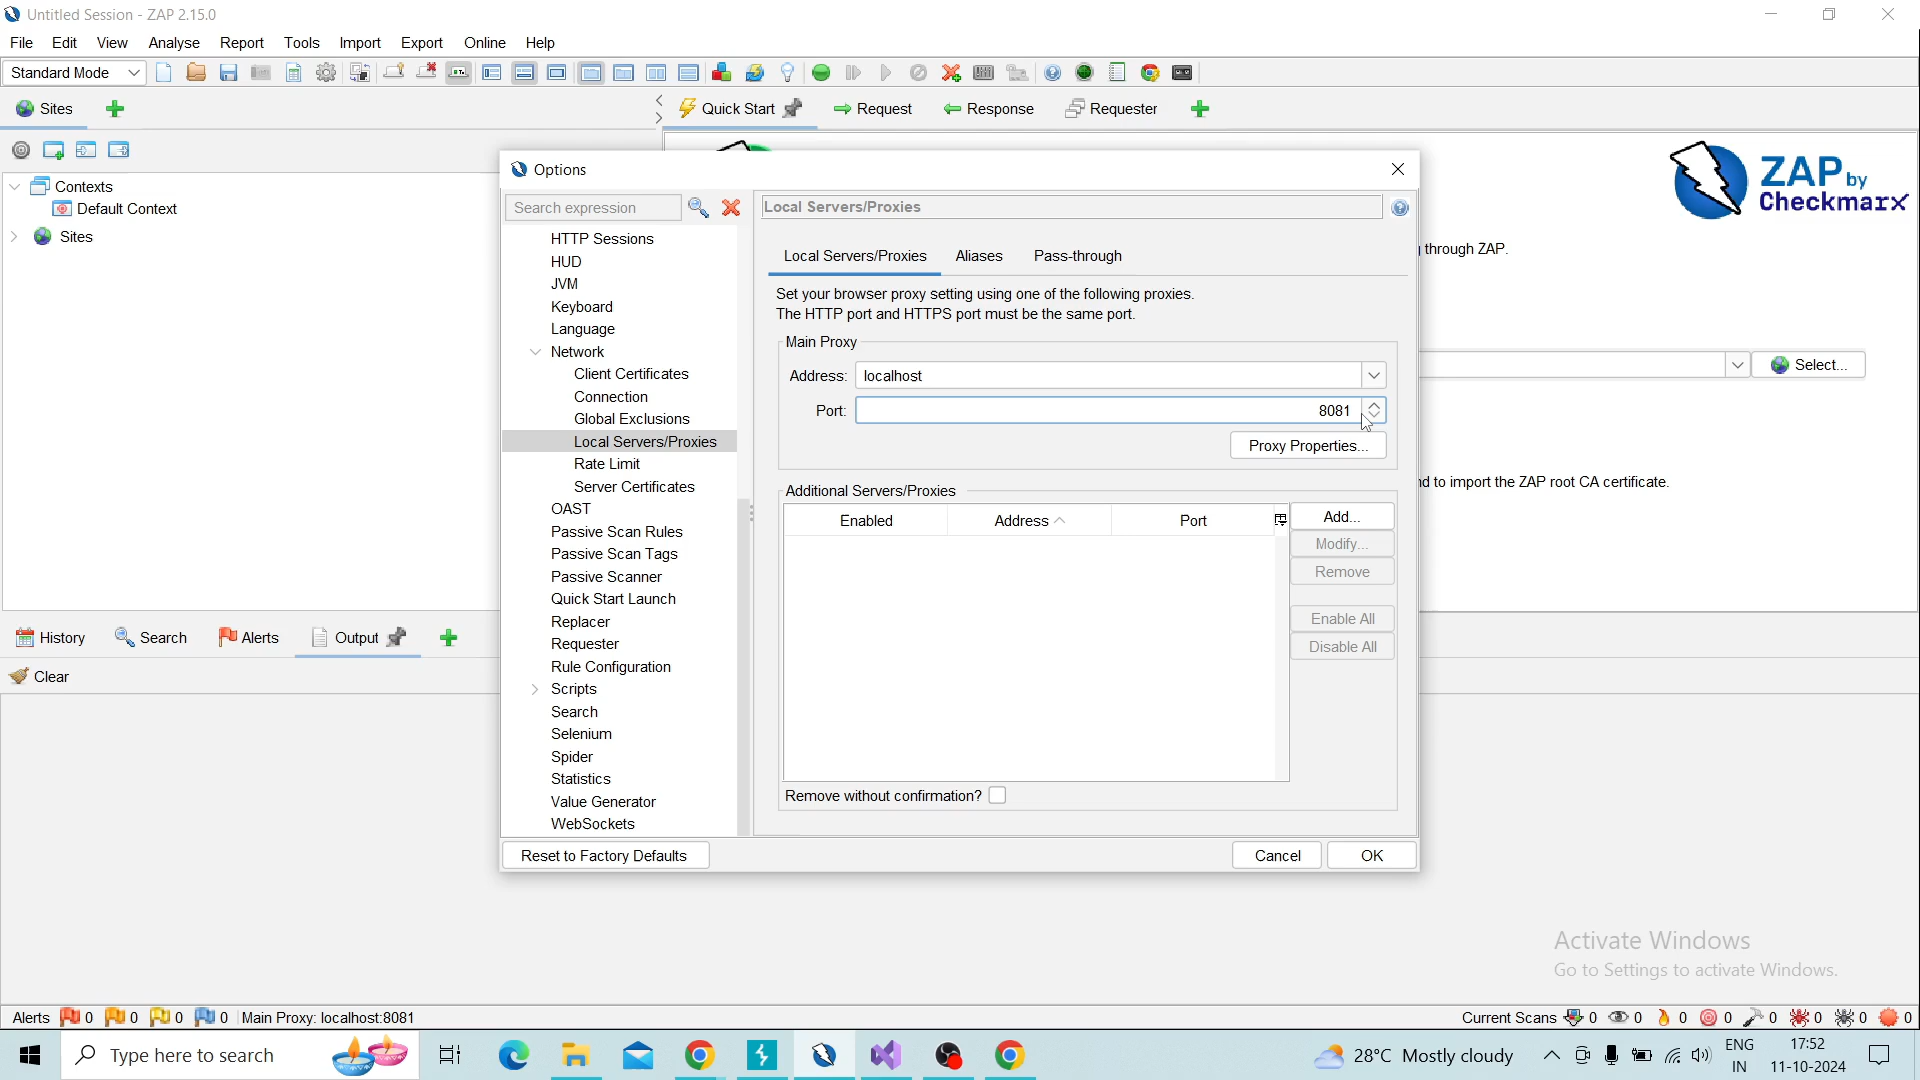 Untitled Session - ZAP 2.15.0
File Edit View Analyse Report Tools Import Export Online Help
Standard Mode
Sites
Quick Start Request Response Requester
Contexts
Default Context
Sites
ZAP by
Checkmarx
through ZAP.
Select...
d to import the ZAP root CA certificate.
Options
Search expression
HTTP Sessions
HUD
JVM
Keyboard
Language
Network
Client Certificates
Connection
Global Exclusions
Local Servers/Proxies
Rate Limit
Server Certificates
OAST
Passive Scan Rules
Passive Scan Tags
Passive Scanner
Quick Start Launch
Replacer
Requester
Rule Configuration
Scripts
Search
Selenium
Spider
Statistics
Value Generator
WebSockets
Local Servers/Proxies
Local Servers/Proxies Aliases Pass-through
Set your browser proxy setting using one of the following proxies.
The HTTP port and HTTPS port must be the same port.
Main Proxy
Address: localhost
Port: 8081
Proxy Properties...
Additional Servers/Proxies
Enabled Address Port
Add...
Modify...
Remove
Enable All
Disable All
Remove without confirmation?
Reset to Factory Defaults Cancel OK
History Search Alerts Output
Clear
Activate Windows
Go to Settings to activate Windows.
Alerts 0 0 0 0 Main Proxy: localhost:8081 Current Scans 0 0 0 0 0 0 0 0
Type here to search
28°C Mostly cloudy
ENG
IN
17:52
11-10-2024